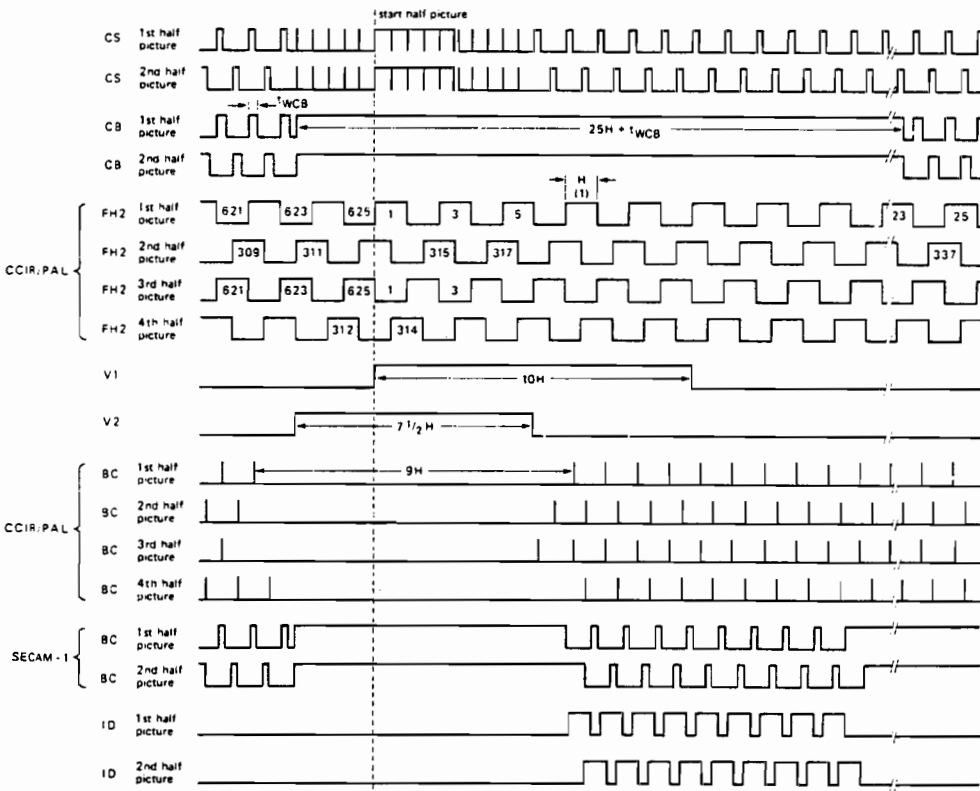 start half picture
CS 1st half picture
CS 2nd half picture
tWCB
CB 1st half picture
25H + tWCB
CB 2nd half picture
H (1)
CCIR/PAL
FH2 1st half picture 621 623 625 1 3 5 23 25
FH2 2nd half picture 309 311 315 317 337
FH2 3rd half picture 621 623 625 1 3
FH2 4th half picture 312 314
V1 10H
V2 7 1/2 H
CCIR/PAL
BC 1st half picture 9H
BC 2nd half picture
BC 3rd half picture
BC 4th half picture
SECAM-1
BC 1st half picture
BC 2nd half picture
ID 1st half picture
ID 2nd half picture